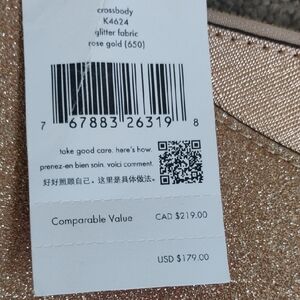 crossbody
K4624
glitter fabric
rose gold (650)
7 67883 26319 8
take good care. here's how.
prenez-en bien soin. voici comment.
好好照顾自己。这里是具体做法。
Comparable Value CAD $219.00
USD $179.00